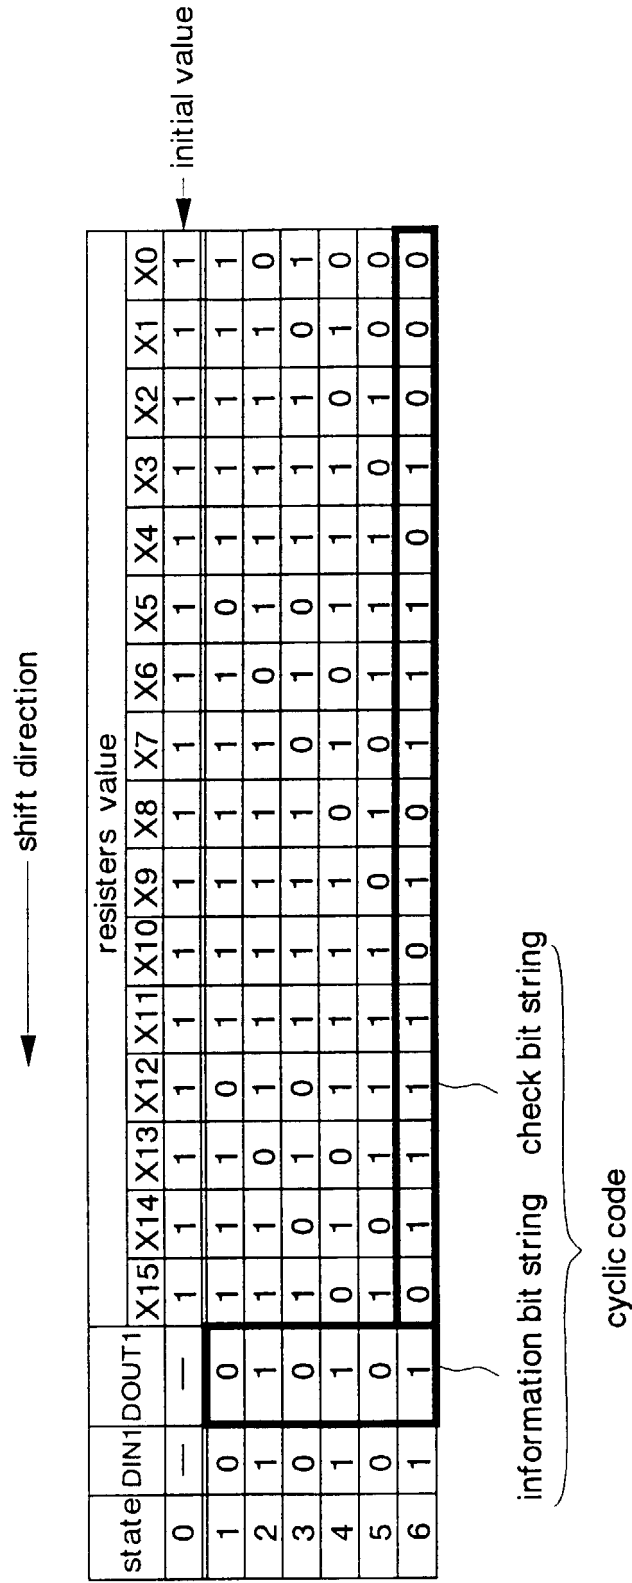 shift direction
resisters value
state DIN1 DOUT1 X15 X14 X13 X12 X11 X10 X9 X8 X7 X6 X5 X4 X3 X2 X1 X0
0 — — 1 1 1 1 1 1 1 1 1 1 1 1 1 1 1 1 initial value
1 0 0 1 1 1 0 1 1 1 1 1 1 0 1 1 1 1 1
2 1 1 1 1 0 1 1 1 1 1 1 0 1 1 1 1 1 0
3 0 0 1 0 1 0 1 1 1 1 0 1 0 1 1 1 0 1
4 1 1 0 1 0 1 1 1 1 0 1 0 1 1 1 0 1 0
5 0 0 1 0 1 1 1 1 0 1 0 1 1 1 0 1 0 0
6 1 1 0 1 1 1 1 0 1 0 1 1 1 0 1 0 0 0
information bit string check bit string
cyclic code